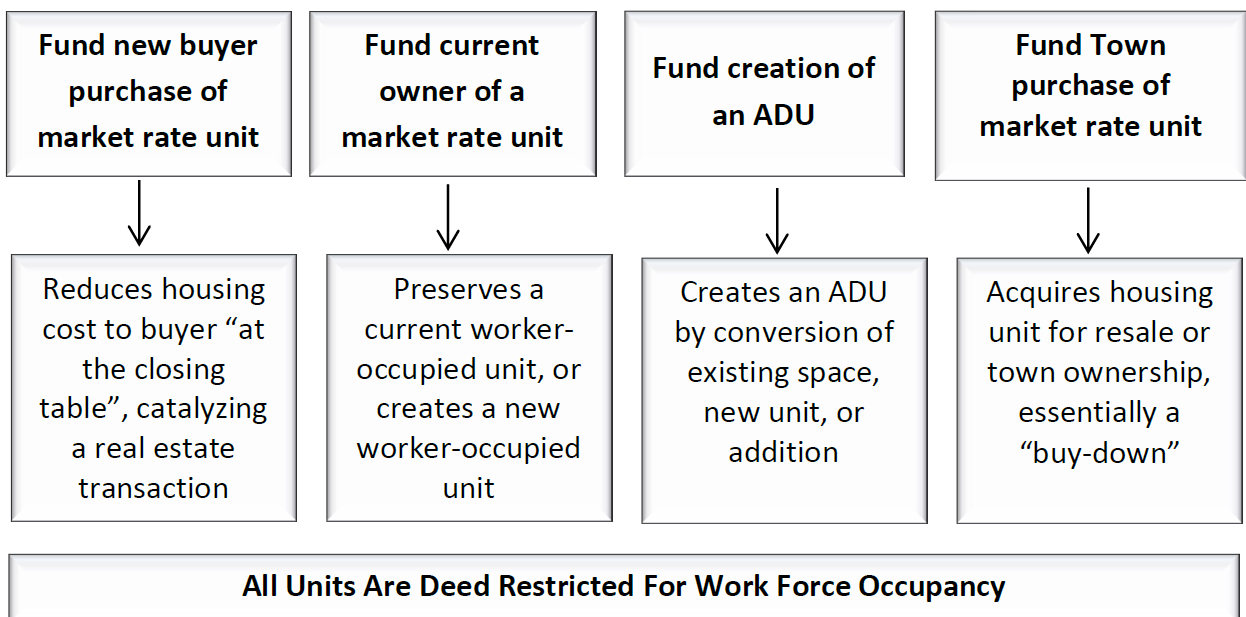 Fund new buyer
purchase of
market rate unit
Fund current
owner of a
market rate unit
Fund creation of
an ADU
Fund Town
purchase of
market rate unit
Reduces housing
cost to buyer “at
the closing
table”, catalyzing
a real estate
transaction
Preserves a
current worker-
occupied unit, or
creates a new
worker-occupied
unit
Creates an ADU
by conversion of
existing space,
new unit, or
addition
Acquires housing
unit for resale or
town ownership,
essentially a
“buy-down”
All Units Are Deed Restricted For Work Force Occupancy